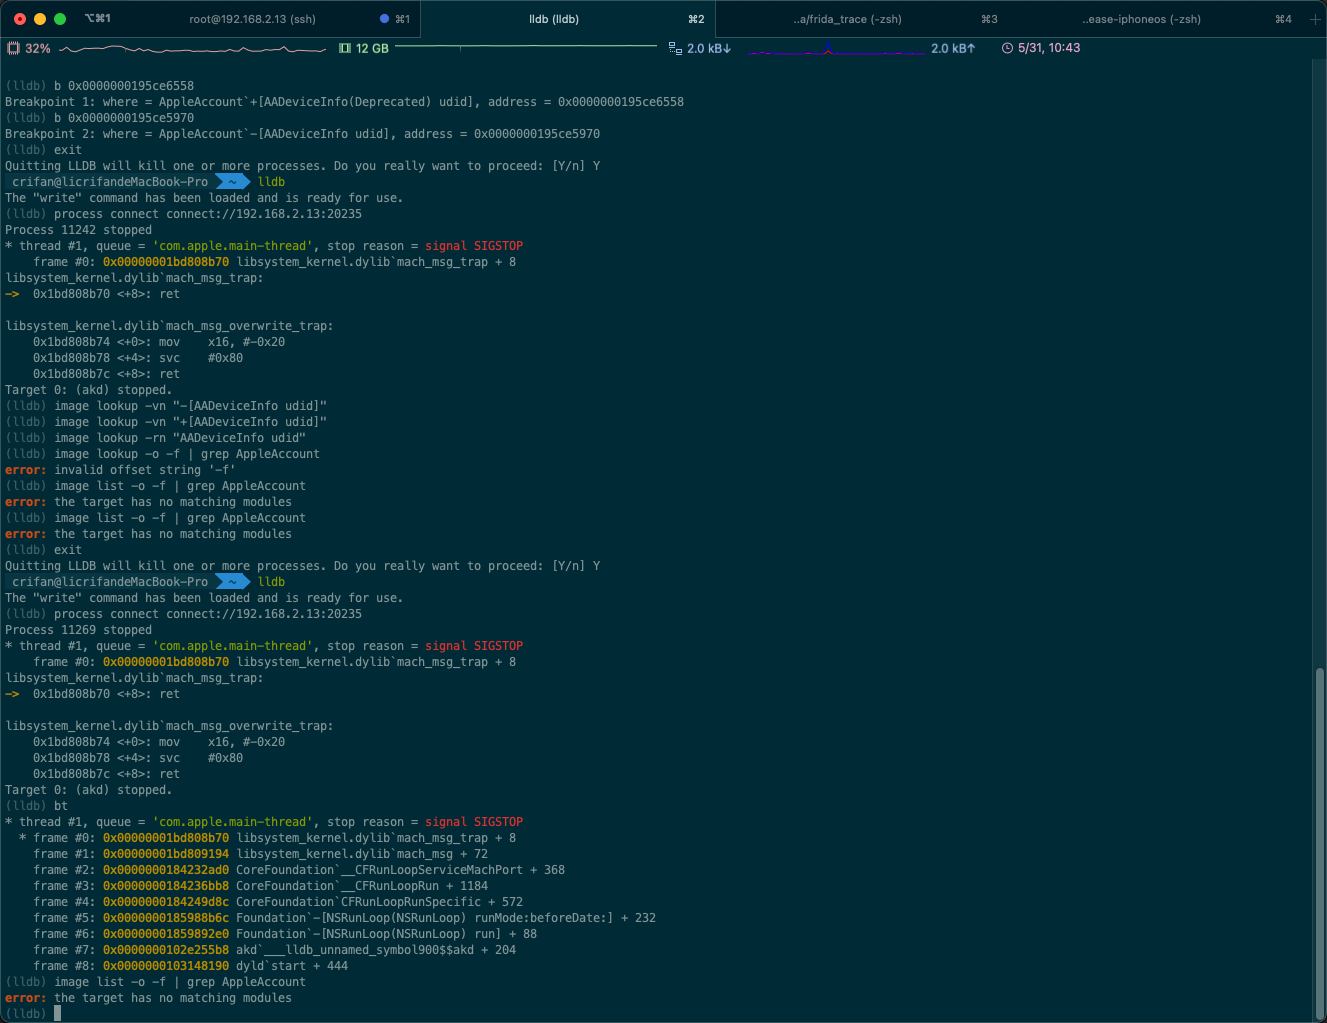 ⌥⌘1 root@192.168.2.13 (ssh) ⌘1 lldb (lldb) ⌘2 ..a/frida_trace (-zsh) ⌘3 ..ease-iphoneos (-zsh) ⌘4 +
32% 12 GB 2.0 kB↓ 2.0 kB↑ 5/31, 10:43
(lldb) b 0x0000000195ce6558
Breakpoint 1: where = AppleAccount`+[AADeviceInfo(Deprecated) udid], address = 0x0000000195ce6558
(lldb) b 0x0000000195ce5970
Breakpoint 2: where = AppleAccount`-[AADeviceInfo udid], address = 0x0000000195ce5970
(lldb) exit
Quitting LLDB will kill one or more processes. Do you really want to proceed: [Y/n] Y
crifan@licrifandeMacBook-Pro ~ lldb
The "write" command has been loaded and is ready for use.
(lldb) process connect connect://192.168.2.13:20235
Process 11242 stopped
* thread #1, queue = 'com.apple.main-thread', stop reason = signal SIGSTOP
    frame #0: 0x00000001bd808b70 libsystem_kernel.dylib`mach_msg_trap + 8
libsystem_kernel.dylib`mach_msg_trap:
->  0x1bd808b70 <+8>: ret

libsystem_kernel.dylib`mach_msg_overwrite_trap:
    0x1bd808b74 <+0>: mov    x16, #-0x20
    0x1bd808b78 <+4>: svc    #0x80
    0x1bd808b7c <+8>: ret
Target 0: (akd) stopped.
(lldb) image lookup -vn "-[AADeviceInfo udid]"
(lldb) image lookup -vn "+[AADeviceInfo udid]"
(lldb) image lookup -rn "AADeviceInfo udid"
(lldb) image lookup -o -f | grep AppleAccount
error: invalid offset string '-f'
(lldb) image list -o -f | grep AppleAccount
error: the target has no matching modules
(lldb) image list -o -f | grep AppleAccount
error: the target has no matching modules
(lldb) exit
Quitting LLDB will kill one or more processes. Do you really want to proceed: [Y/n] Y
crifan@licrifandeMacBook-Pro ~ lldb
The "write" command has been loaded and is ready for use.
(lldb) process connect connect://192.168.2.13:20235
Process 11269 stopped
* thread #1, queue = 'com.apple.main-thread', stop reason = signal SIGSTOP
    frame #0: 0x00000001bd808b70 libsystem_kernel.dylib`mach_msg_trap + 8
libsystem_kernel.dylib`mach_msg_trap:
->  0x1bd808b70 <+8>: ret

libsystem_kernel.dylib`mach_msg_overwrite_trap:
    0x1bd808b74 <+0>: mov    x16, #-0x20
    0x1bd808b78 <+4>: svc    #0x80
    0x1bd808b7c <+8>: ret
Target 0: (akd) stopped.
(lldb) bt
* thread #1, queue = 'com.apple.main-thread', stop reason = signal SIGSTOP
  * frame #0: 0x00000001bd808b70 libsystem_kernel.dylib`mach_msg_trap + 8
    frame #1: 0x00000001bd809194 libsystem_kernel.dylib`mach_msg + 72
    frame #2: 0x0000000184232ad0 CoreFoundation`__CFRunLoopServiceMachPort + 368
    frame #3: 0x0000000184236bb8 CoreFoundation`__CFRunLoopRun + 1184
    frame #4: 0x0000000184249d8c CoreFoundation`CFRunLoopRunSpecific + 572
    frame #5: 0x0000000185988b6c Foundation`-[NSRunLoop(NSRunLoop) runMode:beforeDate:] + 232
    frame #6: 0x00000001859892e0 Foundation`-[NSRunLoop(NSRunLoop) run] + 88
    frame #7: 0x0000000102e255b8 akd`___lldb_unnamed_symbol900$$akd + 204
    frame #8: 0x0000000103148190 dyld`start + 444
(lldb) image list -o -f | grep AppleAccount
error: the target has no matching modules
(lldb)